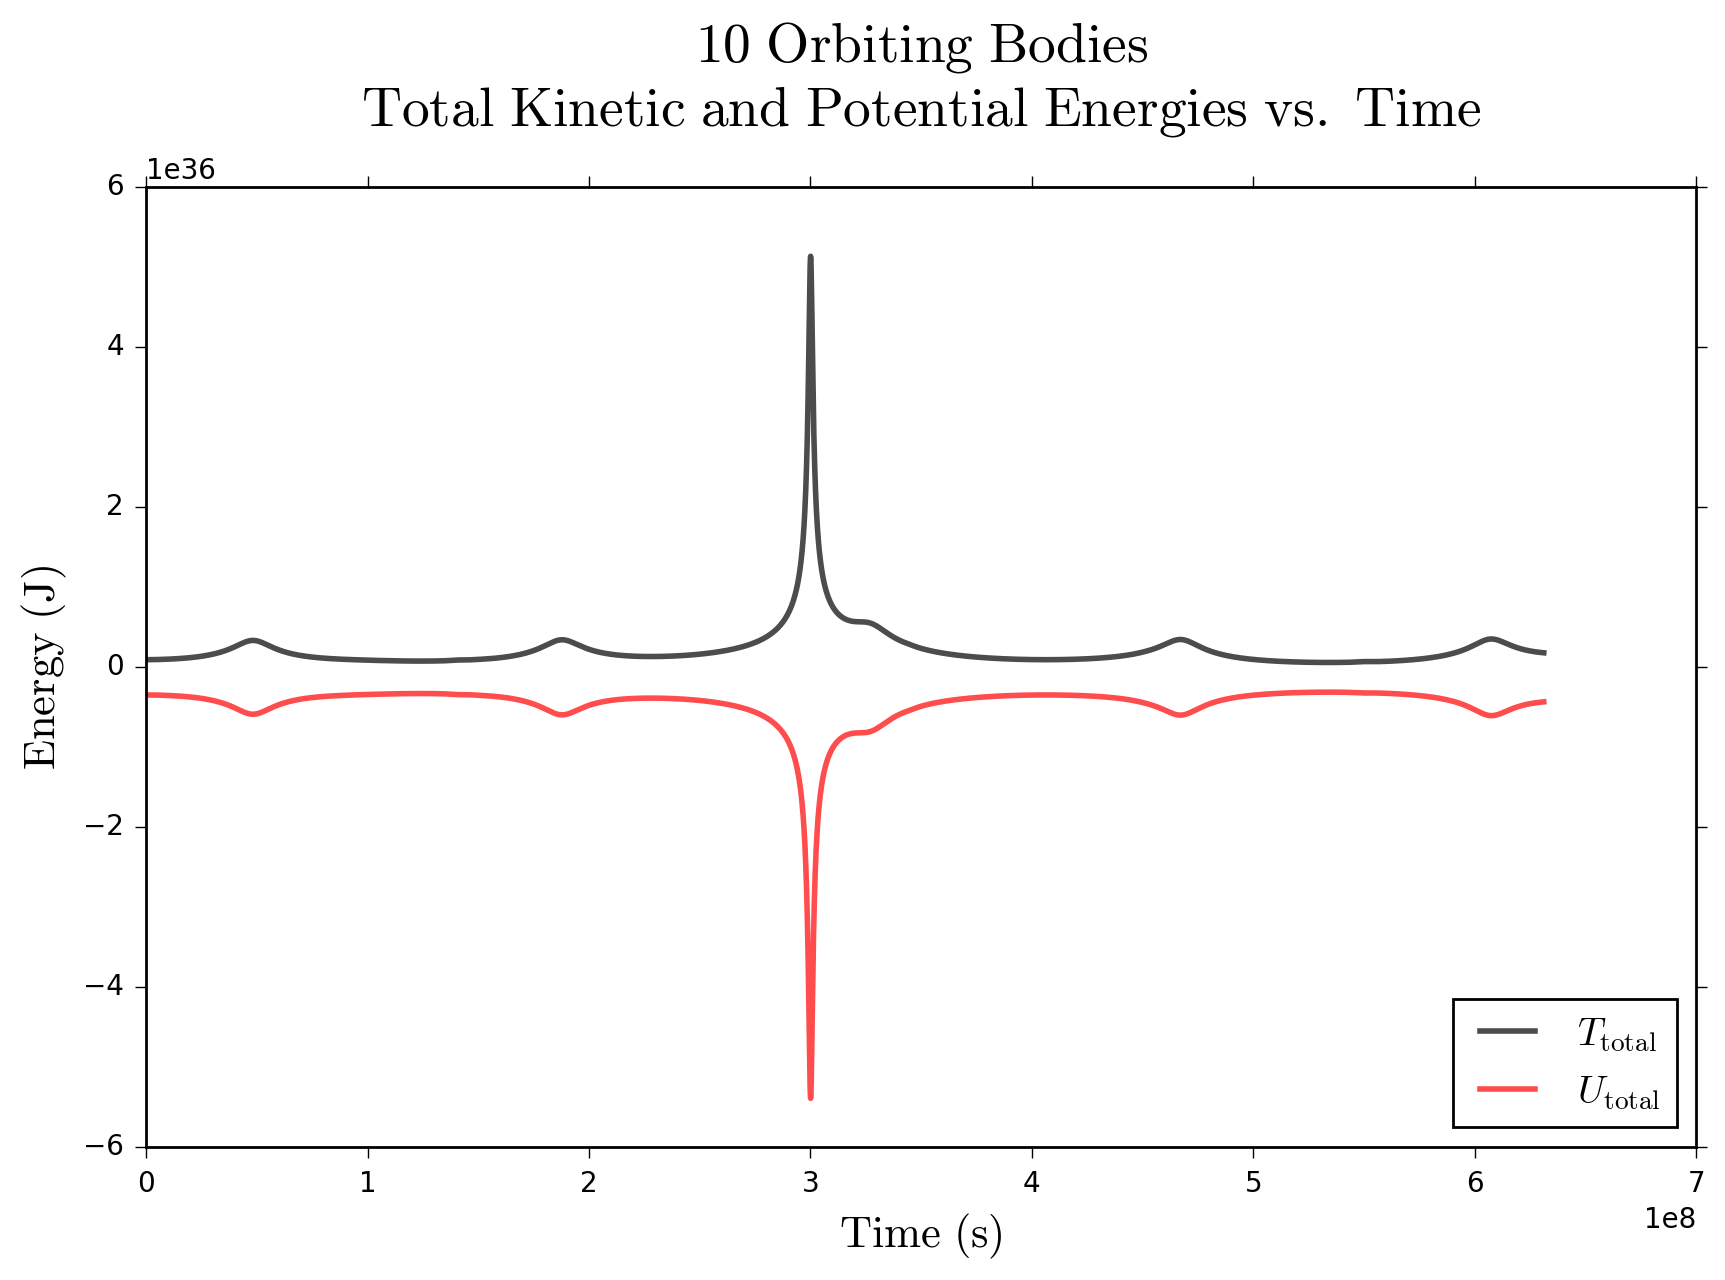 10 Orbiting Bodies
Total Kinetic and Potential Energies vs. Time
1e36
6
4
2
0
−2
−4
−6
Energy (J)
T_total
U_total
0 1 2 3 4 5 6 7
1e8
Time (s)